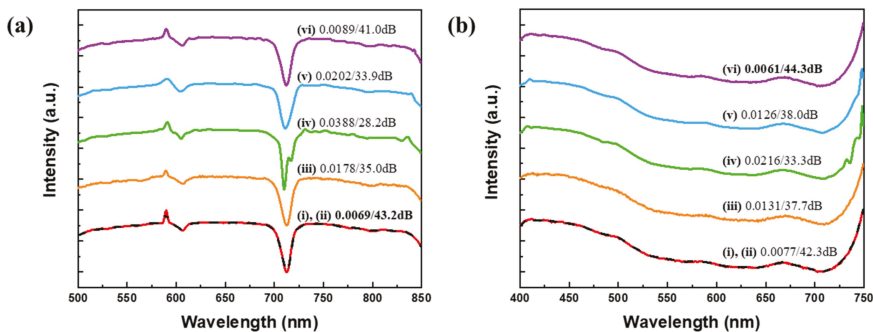 (a)
Intensity (a.u.)
(vi) 0.0089/41.0dB
(v) 0.0202/33.9dB
(iv) 0.0388/28.2dB
(iii) 0.0178/35.0dB
(i), (ii) 0.0069/43.2dB
500 550 600 650 700 750 800 850
Wavelength (nm)
(b)
Intensity (a.u.)
(vi) 0.0061/44.3dB
(v) 0.0126/38.0dB
(iv) 0.0216/33.3dB
(iii) 0.0131/37.7dB
(i), (ii) 0.0077/42.3dB
400 450 500 550 600 650 700 750
Wavelength (nm)